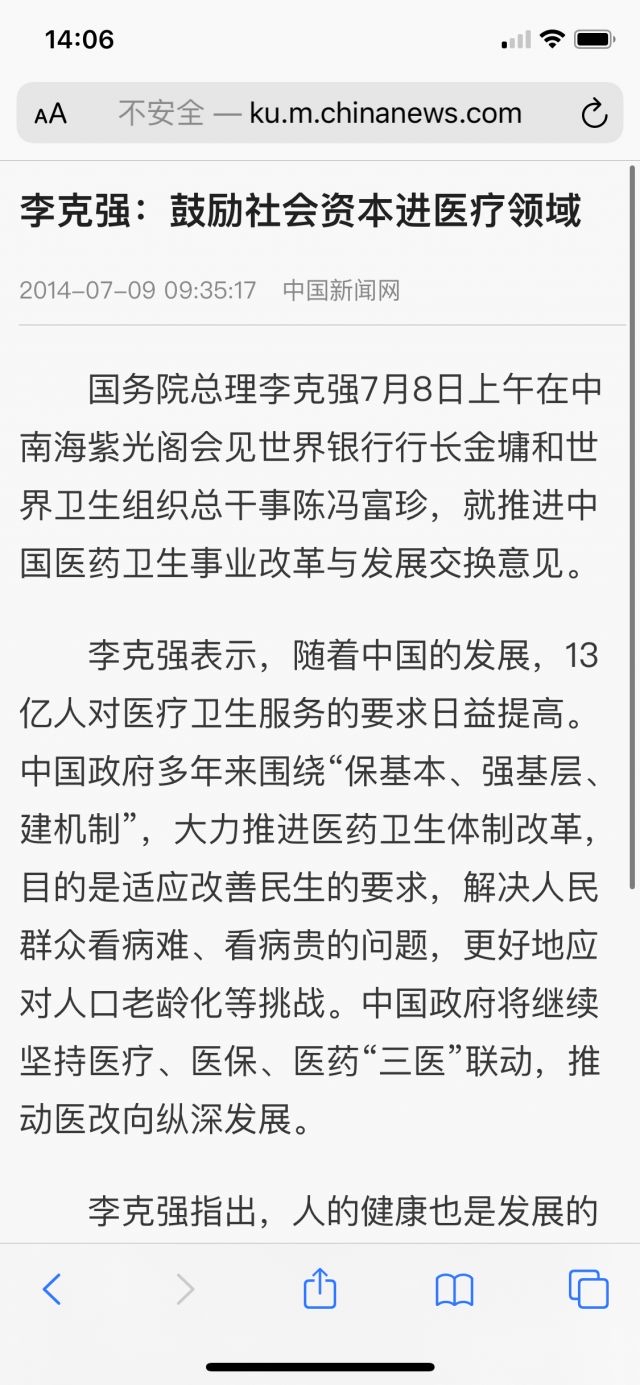 14:06
AA 不安全 — ku.m.chinanews.com
李克强：鼓励社会资本进医疗领域
2014-07-09 09:35:17 中国新闻网
国务院总理李克强7月8日上午在中
南海紫光阁会见世界银行行长金墉和世
界卫生组织总干事陈冯富珍，就推进中
国医药卫生事业改革与发展交换意见。
李克强表示，随着中国的发展，13
亿人对医疗卫生服务的要求日益提高。
中国政府多年来围绕“保基本、强基层、
建机制”，大力推进医药卫生体制改革，
目的是适应改善民生的要求，解决人民
群众看病难、看病贵的问题，更好地应
对人口老龄化等挑战。中国政府将继续
坚持医疗、医保、医药“三医”联动，推
动医改向纵深发展。
李克强指出，人的健康也是发展的